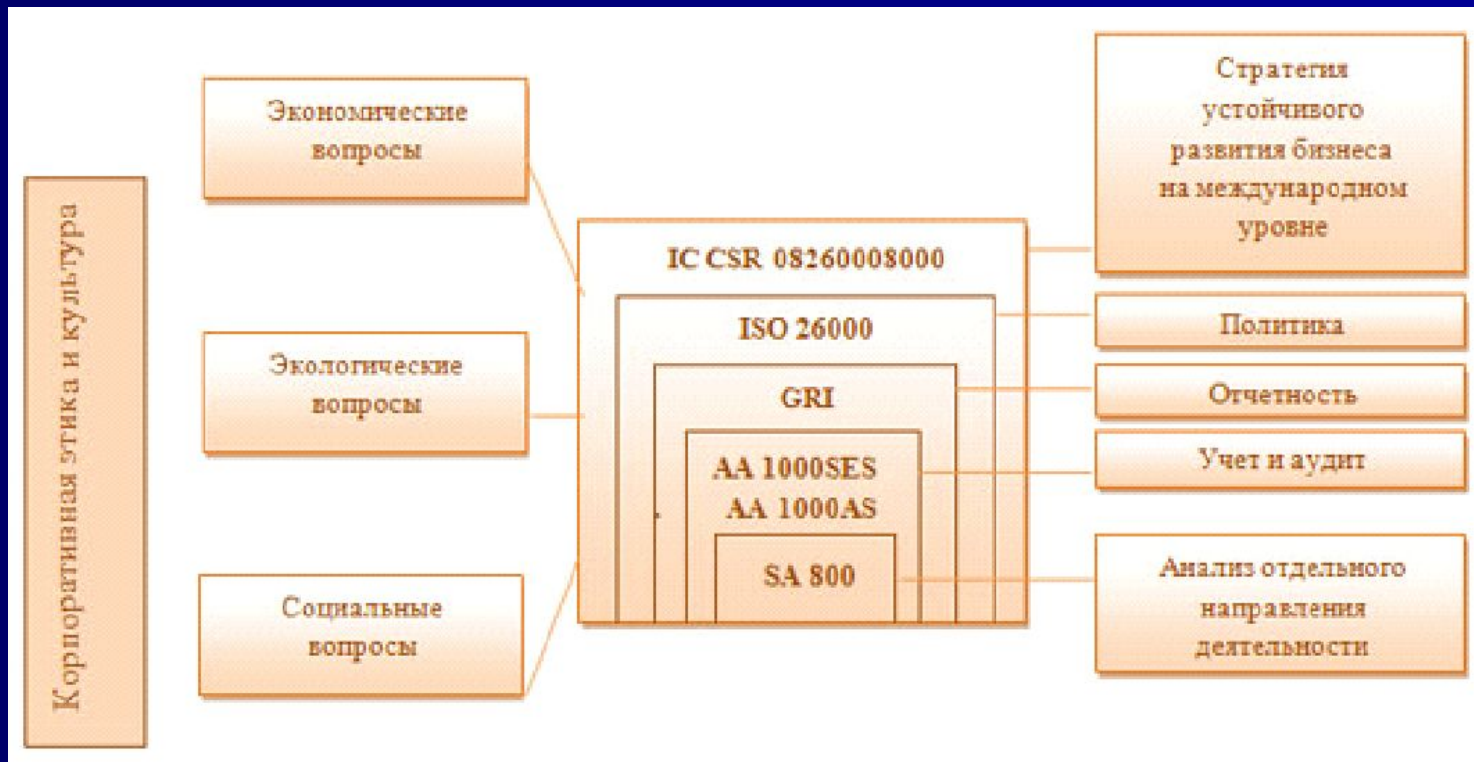 Корпоративная этика и культура
Экономические
вопросы
Экологические
вопросы
Социальные
вопросы
IC CSR 08260008000
ISO 26000
GRI
AA 1000SES
AA 1000AS
SA 800
Стратегия
устойчивого
развития бизнеса
на международном
уровне
Политика
Отчетность
Учет и аудит
Анализ отдельного
направления
деятельности